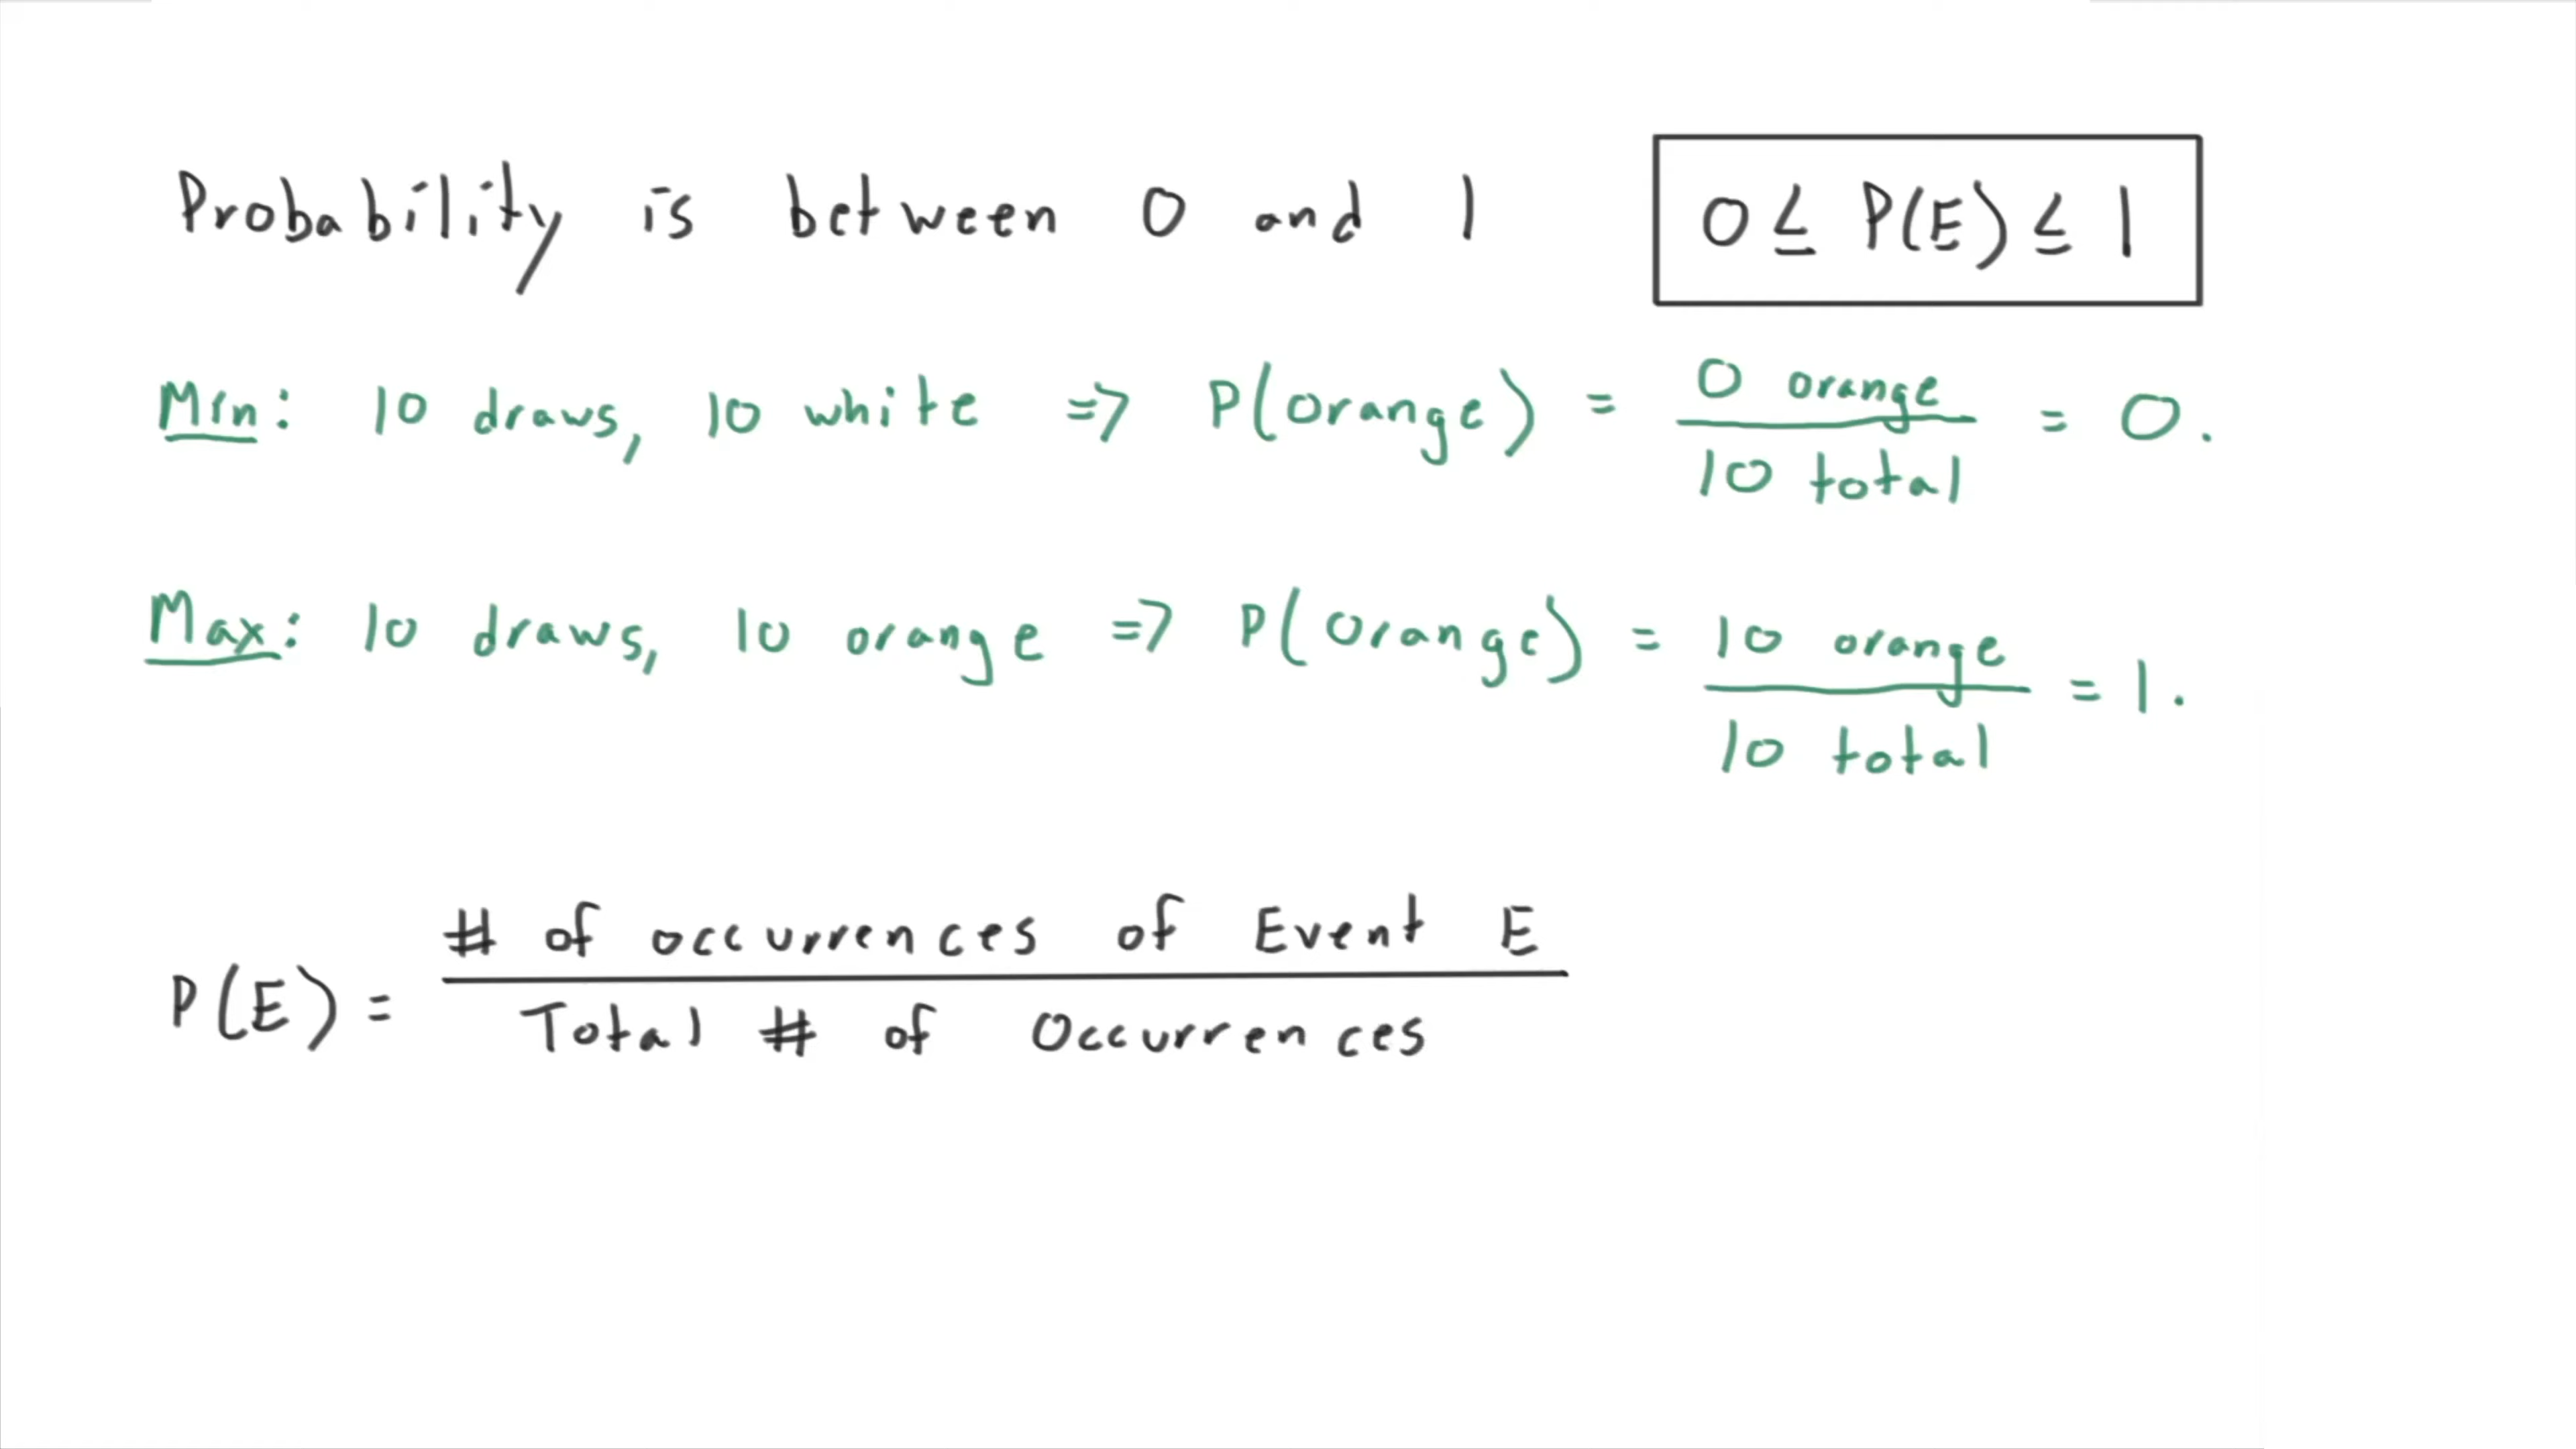 Probability is between 0 and 1
0 ≤ P(E) ≤ 1
Min: 10 draws, 10 white => P(orange) = 0 orange / 10 total = 0.
Max: 10 draws, 10 orange => P(orange) = 10 orange / 10 total = 1.
P(E) = # of occurrences of Event E / Total # of Occurrences